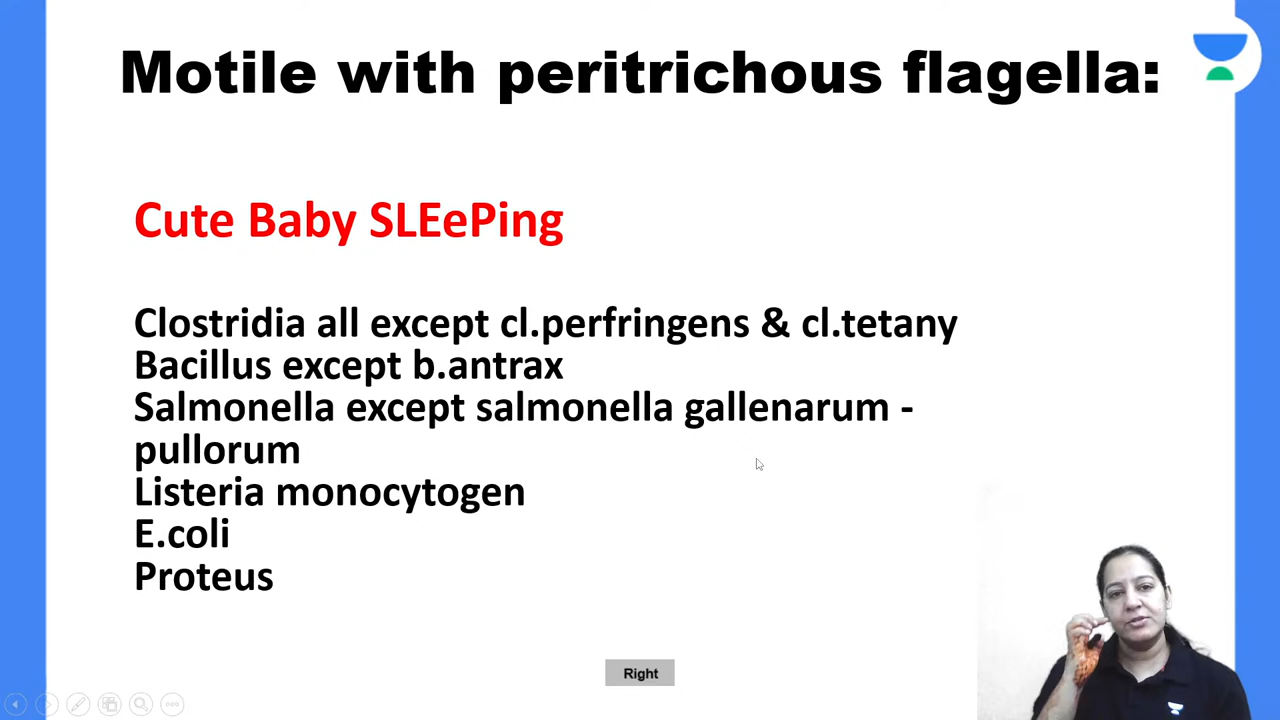 Motile with peritrichous flagella:
Cute Baby SLEePing
Clostridia all except cl.perfringens & cl.tetany
Bacillus except b.antrax
Salmonella except salmonella gallenarum -
pullorum
Listeria monocytogen
E.coli
Proteus
Right